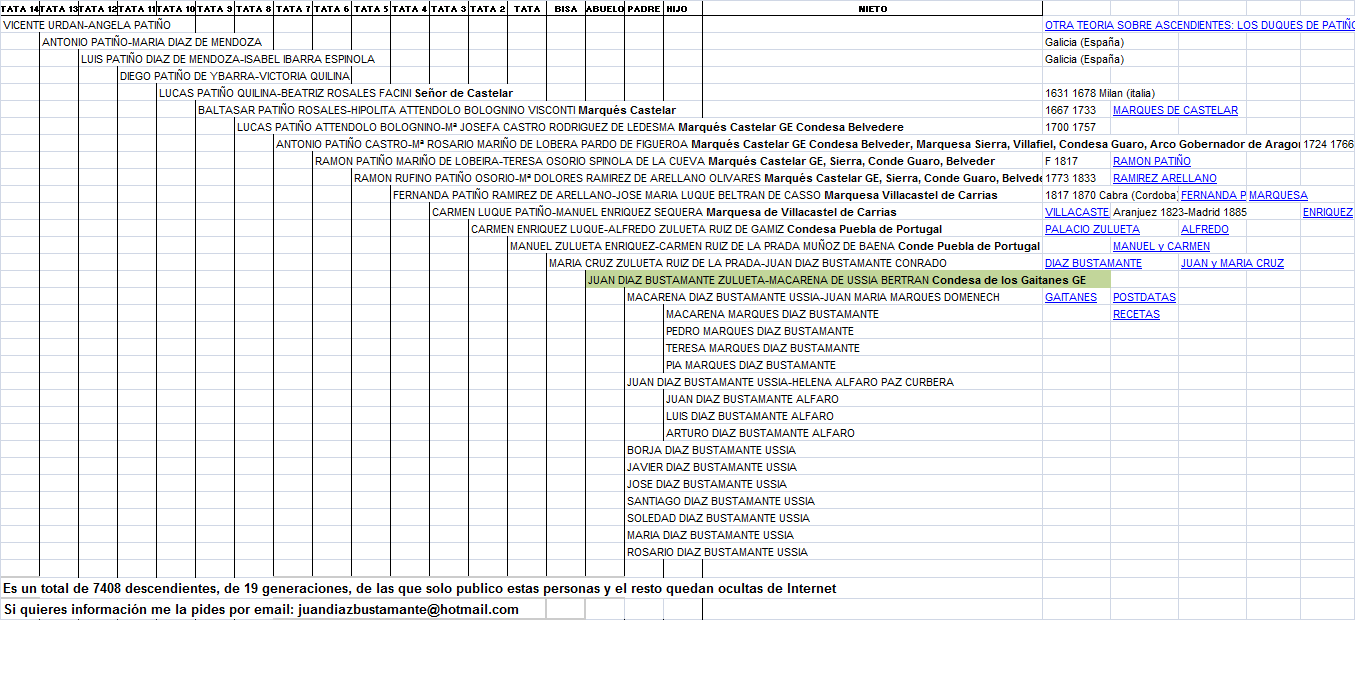 TATA 14 TATA 13 TATA 12 TATA 11 TATA 10 TATA 9 TATA 8 TATA 7 TATA 6 TATA 5 TATA 4 TATA 3 TATA 2 TATA BISA ABUELO PADRE HIJO NIETO
VICENTE URDAN-ANGELA PATIÑO OTRA TEORIA SOBRE ASCENDIENTES: LOS DUQUES DE PATIÑO
ANTONIO PATIÑO-MARIA DIAZ DE MENDOZA Galicia (España)
LUIS PATIÑO DIAZ DE MENDOZA-ISABEL IBARRA ESPINOLA Galicia (España)
DIEGO PATIÑO DE YBARRA-VICTORIA QUILINA
LUCAS PATIÑO QUILINA-BEATRIZ ROSALES FACINI Señor de Castelar 1631 1678 Milan (italia)
BALTASAR PATIÑO ROSALES-HIPOLITA ATTENDOLO BOLOGNINO VISCONTI Marqués Castelar 1667 1733 MARQUES DE CASTELAR
LUCAS PATIÑO ATTENDOLO BOLOGNINO-Mª JOSEFA CASTRO RODRIGUEZ DE LEDESMA Marqués Castelar GE Condesa Belvedere 1700 1757
ANTONIO PATIÑO CASTRO-Mª ROSARIO MARIÑO DE LOBERA PARDO DE FIGUEROA Marqués Castelar GE Condesa Belveder, Marquesa Sierra, Villafiel, Condesa Guaro, Arco Gobernador de Aragon 1724 1766
RAMON PATIÑO MARIÑO DE LOBEIRA-TERESA OSORIO SPINOLA DE LA CUEVA Marqués Castelar GE, Sierra, Conde Guaro, Belveder F 1817 RAMON PATIÑO
RAMON RUFINO PATIÑO OSORIO-Mª DOLORES RAMIREZ DE ARELLANO OLIVARES Marqués Castelar GE, Sierra, Conde Guaro, Belvede 1773 1833 RAMIREZ ARELLANO
FERNANDA PATIÑO RAMIREZ DE ARELLANO-JOSE MARIA LUQUE BELTRAN DE CASSO Marquesa Villacastel de Carrias 1817 1870 Cabra (Cordoba) FERNANDA P MARQUESA
CARMEN LUQUE PATIÑO-MANUEL ENRIQUEZ SEQUERA Marquesa de Villacastel de Carrias VILLACASTE Aranjuez 1823-Madrid 1885 ENRIQUEZ
CARMEN ENRIQUEZ LUQUE-ALFREDO ZULUETA RUIZ DE GAMIZ Condesa Puebla de Portugal PALACIO ZULUETA ALFREDO
MANUEL ZULUETA ENRIQUEZ-CARMEN RUIZ DE LA PRADA MUÑOZ DE BAENA Conde Puebla de Portugal MANUEL y CARMEN
MARIA CRUZ ZULUETA RUIZ DE LA PRADA-JUAN DIAZ BUSTAMANTE CONRADO DIAZ BUSTAMANTE JUAN y MARIA CRUZ
JUAN DIAZ BUSTAMANTE ZULUETA-MACARENA DE USSIA BERTRAN Condesa de los Gaitanes GE
MACARENA DIAZ BUSTAMANTE USSIA-JUAN MARIA MARQUES DOMENECH GAITANES POSTDATAS
MACARENA MARQUES DIAZ BUSTAMANTE RECETAS
PEDRO MARQUES DIAZ BUSTAMANTE
TERESA MARQUES DIAZ BUSTAMANTE
PIA MARQUES DIAZ BUSTAMANTE
JUAN DIAZ BUSTAMANTE USSIA-HELENA ALFARO PAZ CURBERA
JUAN DIAZ BUSTAMANTE ALFARO
LUIS DIAZ BUSTAMANTE ALFARO
ARTURO DIAZ BUSTAMANTE ALFARO
BORJA DIAZ BUSTAMANTE USSIA
JAVIER DIAZ BUSTAMANTE USSIA
JOSE DIAZ BUSTAMANTE USSIA
SANTIAGO DIAZ BUSTAMANTE USSIA
SOLEDAD DIAZ BUSTAMANTE USSIA
MARIA DIAZ BUSTAMANTE USSIA
ROSARIO DIAZ BUSTAMANTE USSIA
Es un total de 7408 descendientes, de 19 generaciones, de las que solo publico estas personas y el resto quedan ocultas de Internet
Si quieres información me la pides por email: juandiazbustamante@hotmail.com